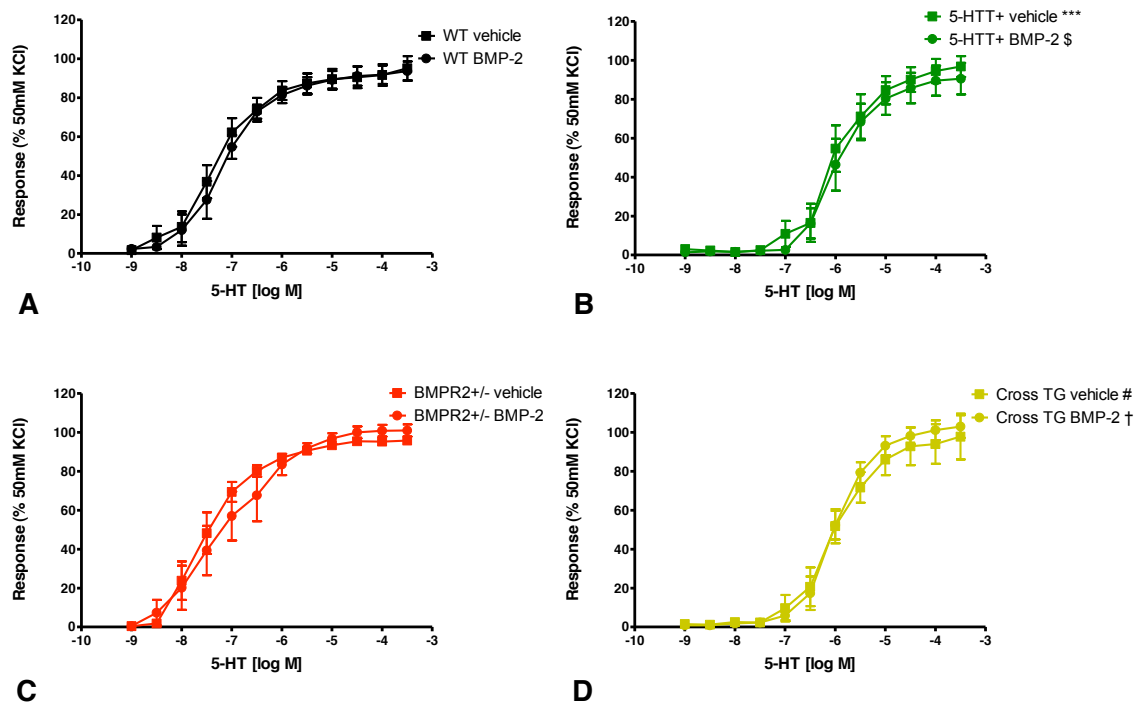 WT vehicle
WT BMP-2
Response (% 50mM KCl)
120
100
80
60
40
20
0
-10 -9 -8 -7 -6 -5 -4 -3
5-HT [log M]
A
5-HTT+ vehicle ***
5-HTT+ BMP-2 $
Response (% 50mM KCl)
120
100
80
60
40
20
0
-10 -9 -8 -7 -6 -5 -4 -3
5-HT [log M]
B
BMPR2+/- vehicle
BMPR2+/- BMP-2
Response (% 50mM KCl)
120
100
80
60
40
20
0
-10 -9 -8 -7 -6 -5 -4 -3
5-HT [log M]
C
Cross TG vehicle #
Cross TG BMP-2 †
Response (% 50mM KCl)
120
100
80
60
40
20
0
-10 -9 -8 -7 -6 -5 -4 -3
5-HT [log M]
D